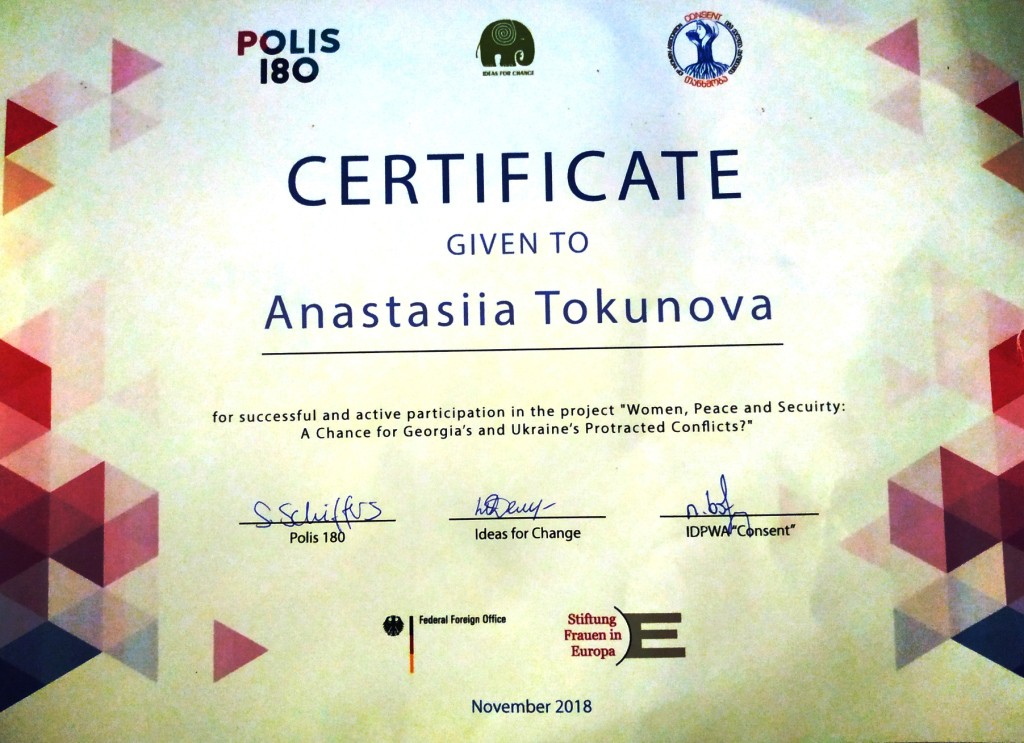 POLIS
180
IDEAS FOR CHANGE
CONSENT
CERTIFICATE
GIVEN TO
Anastasiia Tokunova
for successful and active participation in the project "Women, Peace and Secuirty:
A Chance for Georgia's and Ukraine's Protracted Conflicts?"
S. Schiffers
Polis 180
Ideas for Change
IDPWA "Consent"
Federal Foreign Office
Stiftung
Frauen in
Europa
E
November 2018